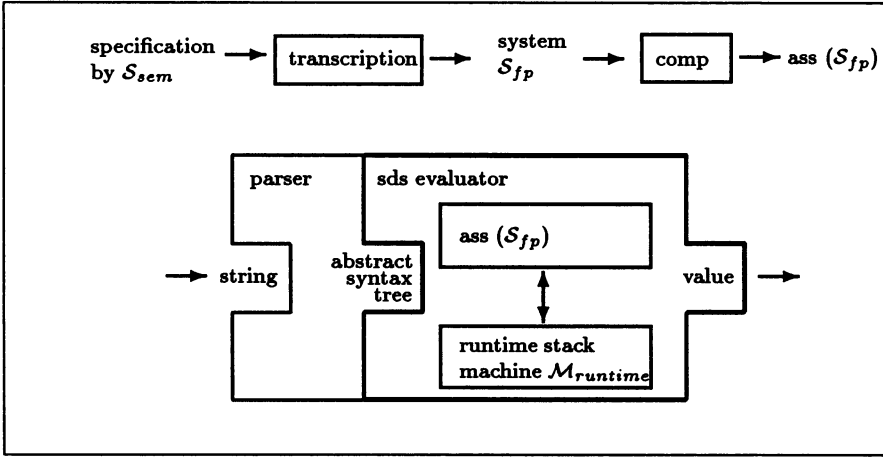 specification
by S_sem
transcription
system
S_fp
comp
ass (S_fp)
parser
sds evaluator
ass (S_fp)
string
abstract
syntax
tree
value
runtime stack
machine M_runtime